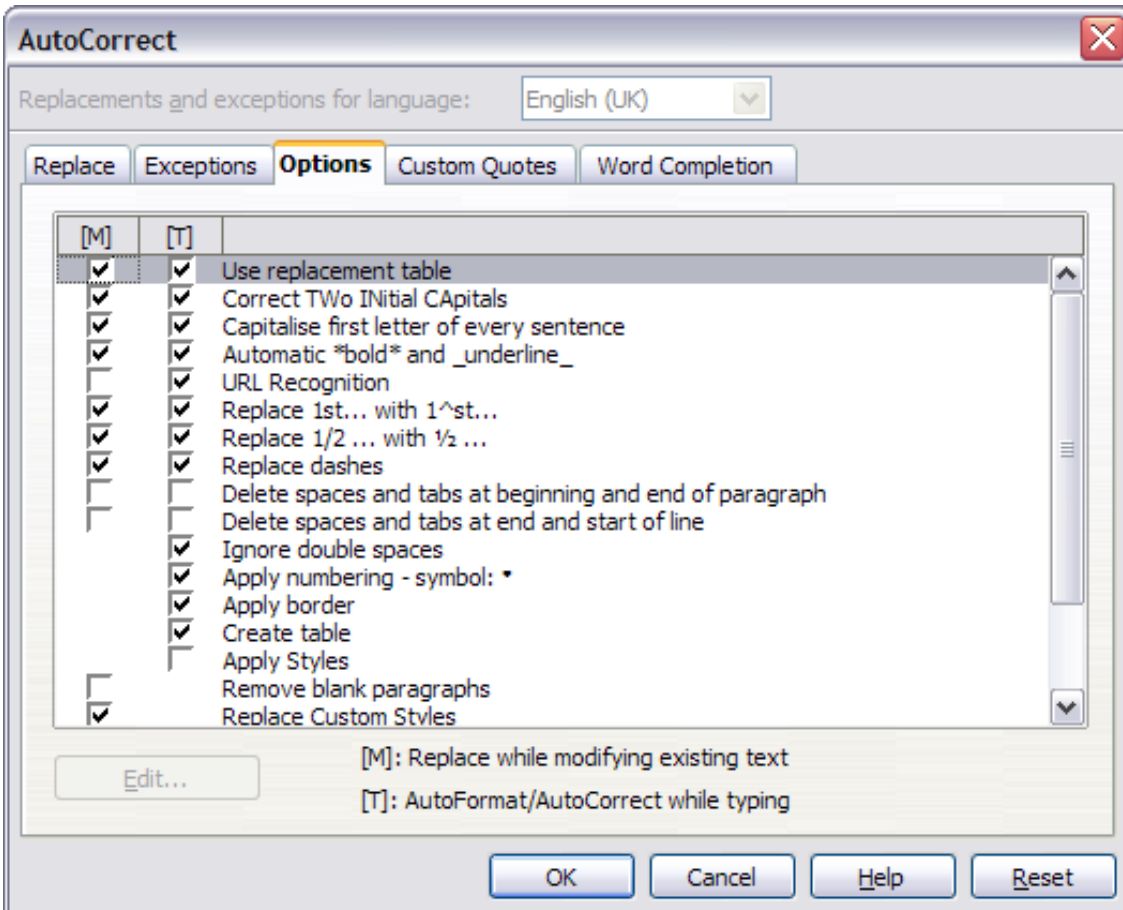 AutoCorrect
Replacements and exceptions for language: English (UK)
Replace Exceptions Options Custom Quotes Word Completion
[M] [T]
Use replacement table
Correct TWo INitial CApitals
Capitalise first letter of every sentence
Automatic *bold* and _underline_
URL Recognition
Replace 1st... with 1^st...
Replace 1/2 ... with ½ ...
Replace dashes
Delete spaces and tabs at beginning and end of paragraph
Delete spaces and tabs at end and start of line
Ignore double spaces
Apply numbering - symbol: •
Apply border
Create table
Apply Styles
Remove blank paragraphs
Replace Custom Styles
Edit... [M]: Replace while modifying existing text
[T]: AutoFormat/AutoCorrect while typing
OK Cancel Help Reset